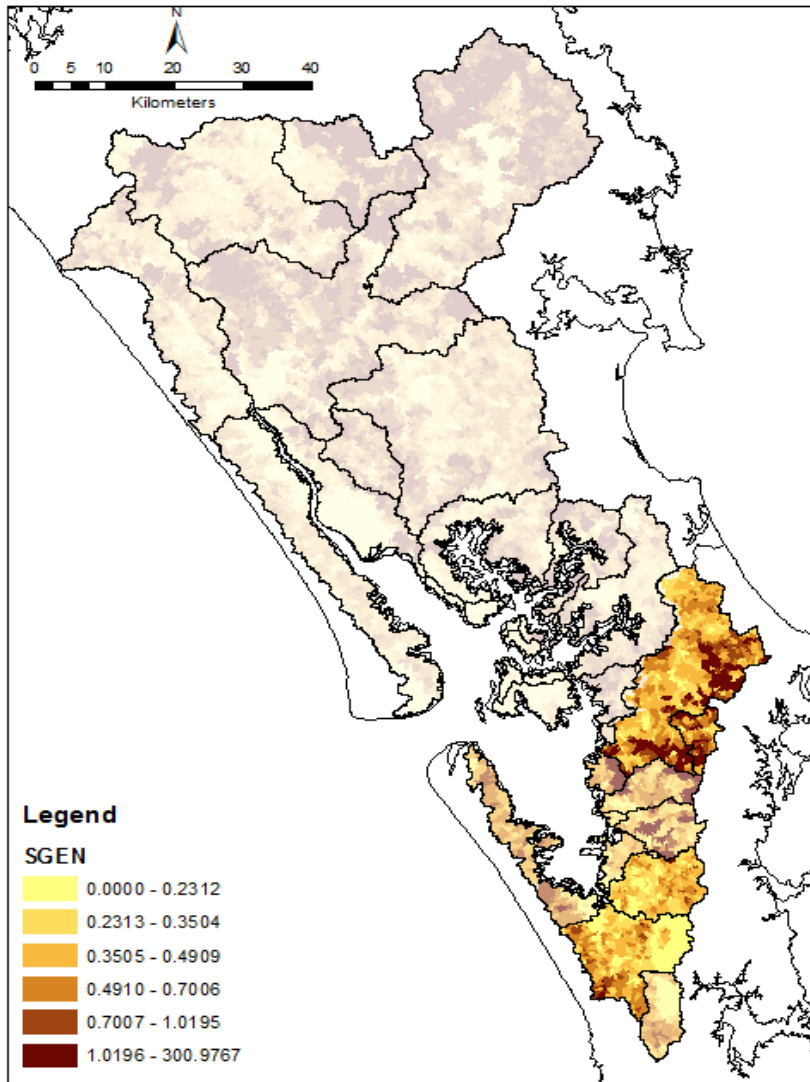 N
0 5 10 20 30 40
Kilometers
Legend
SGEN
0.0000 - 0.2312
0.2313 - 0.3504
0.3505 - 0.4909
0.4910 - 0.7006
0.7007 - 1.0195
1.0196 - 300.9767